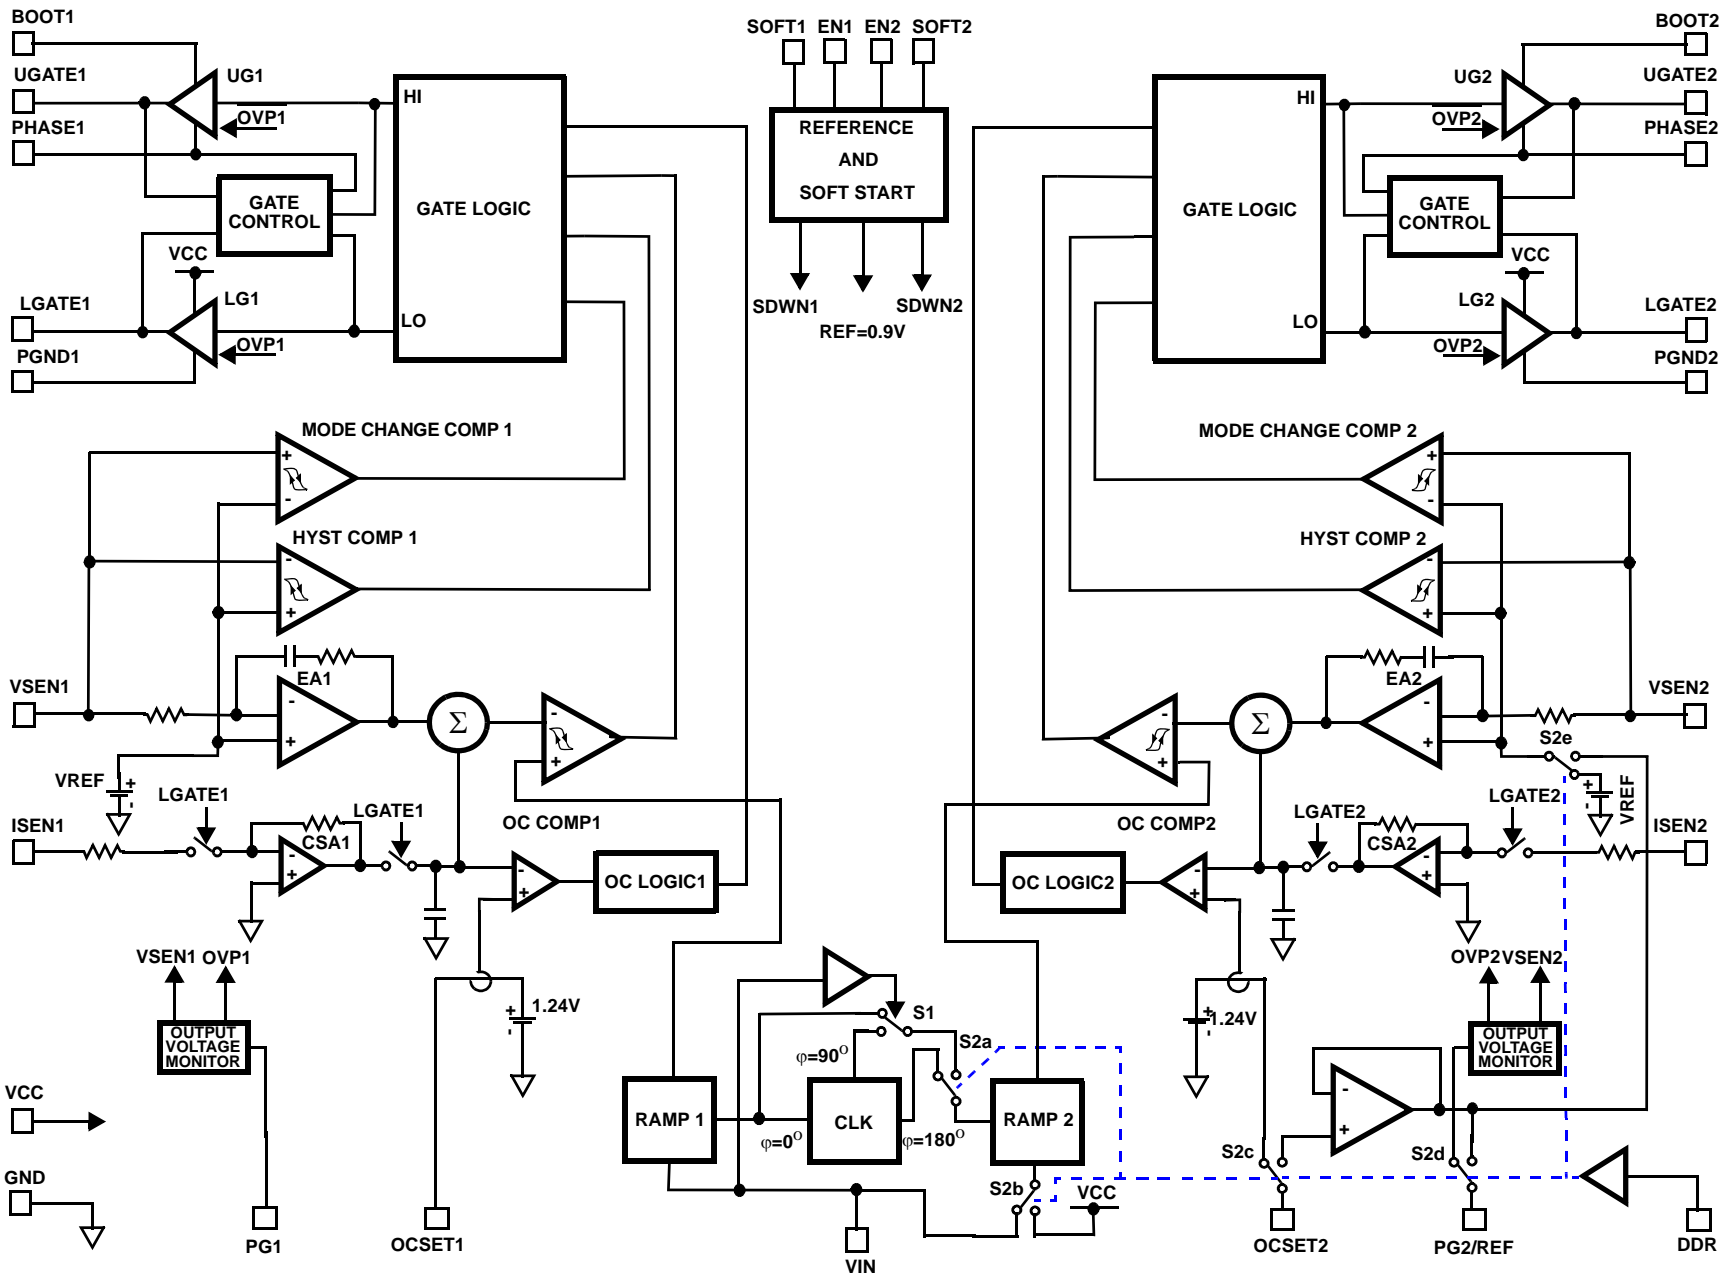 BOOT1
UGATE1
PHASE1
UG1
OVP1
HI
GATE LOGIC
GATE
CONTROL
VCC
LGATE1
LG1
LO
OVP1
PGND1
SOFT1 EN1 EN2 SOFT2
REFERENCE
AND
SOFT START
SDWN1
SDWN2
REF=0.9V
BOOT2
UG2
UGATE2
HI
OVP2
PHASE2
GATE LOGIC
GATE
CONTROL
VCC
LG2
LGATE2
LO
OVP2
PGND2
MODE CHANGE COMP 1
+
-
HYST COMP 1
-
+
EA1
VSEN1
-
+
Σ
-
+
VREF
+
-
LGATE1
LGATE1
OC COMP1
ISEN1
CSA1
-
+
-
+
OC LOGIC1
VSEN1 OVP1
OUTPUT
VOLTAGE
MONITOR
+
-
1.24V
MODE CHANGE COMP 2
+
-
HYST COMP 2
-
+
EA2
VSEN2
-
+
Σ
-
+
S2e
+
-
VREF
LGATE2
LGATE2
OC COMP2
ISEN2
CSA2
-
+
-
+
OC LOGIC2
OVP2 VSEN2
OUTPUT
VOLTAGE
MONITOR
+
-
1.24V
S1
S2a
φ=90O
RAMP 1
CLK
RAMP 2
φ=0O
φ=180O
-
+
S2b
VCC
S2c
S2d
VCC
GND
PG1
OCSET1
VIN
OCSET2
PG2/REF
DDR